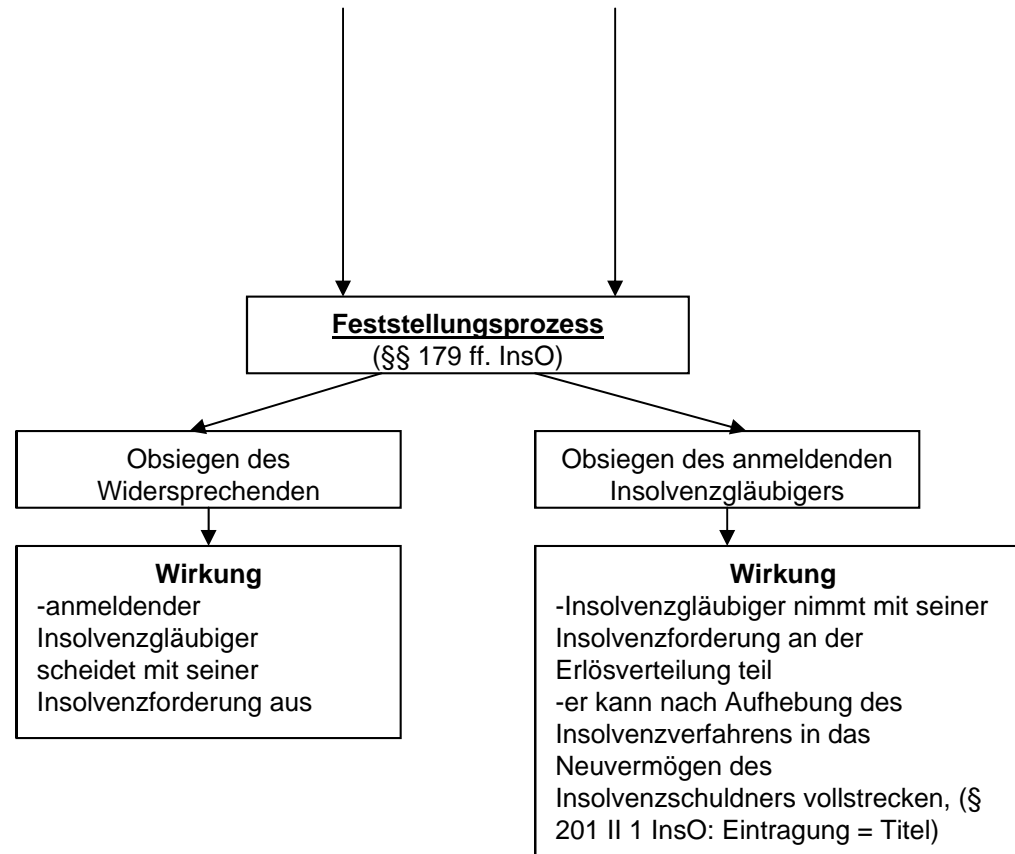 Feststellungsprozess
(§§ 179 ff. InsO)
Obsiegen des
Widersprechenden
Obsiegen des anmeldenden
Insolvenzgläubigers
Wirkung
-anmeldender
Insolvenzgläubiger
scheidet mit seiner
Insolvenzforderung aus
Wirkung
-Insolvenzgläubiger nimmt mit seiner
Insolvenzforderung an der
Erlösverteilung teil
-er kann nach Aufhebung des
Insolvenzverfahrens in das
Neuvermögen des
Insolvenzschuldners vollstrecken, (§
201 II 1 InsO: Eintragung = Titel)